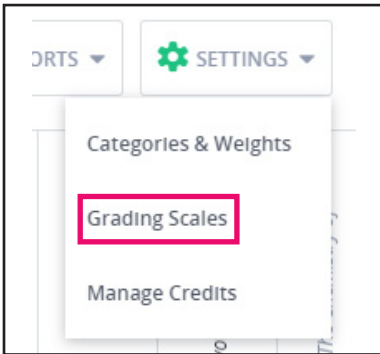 ORTS SETTINGS
Categories & Weights
Grading Scales
Manage Credits